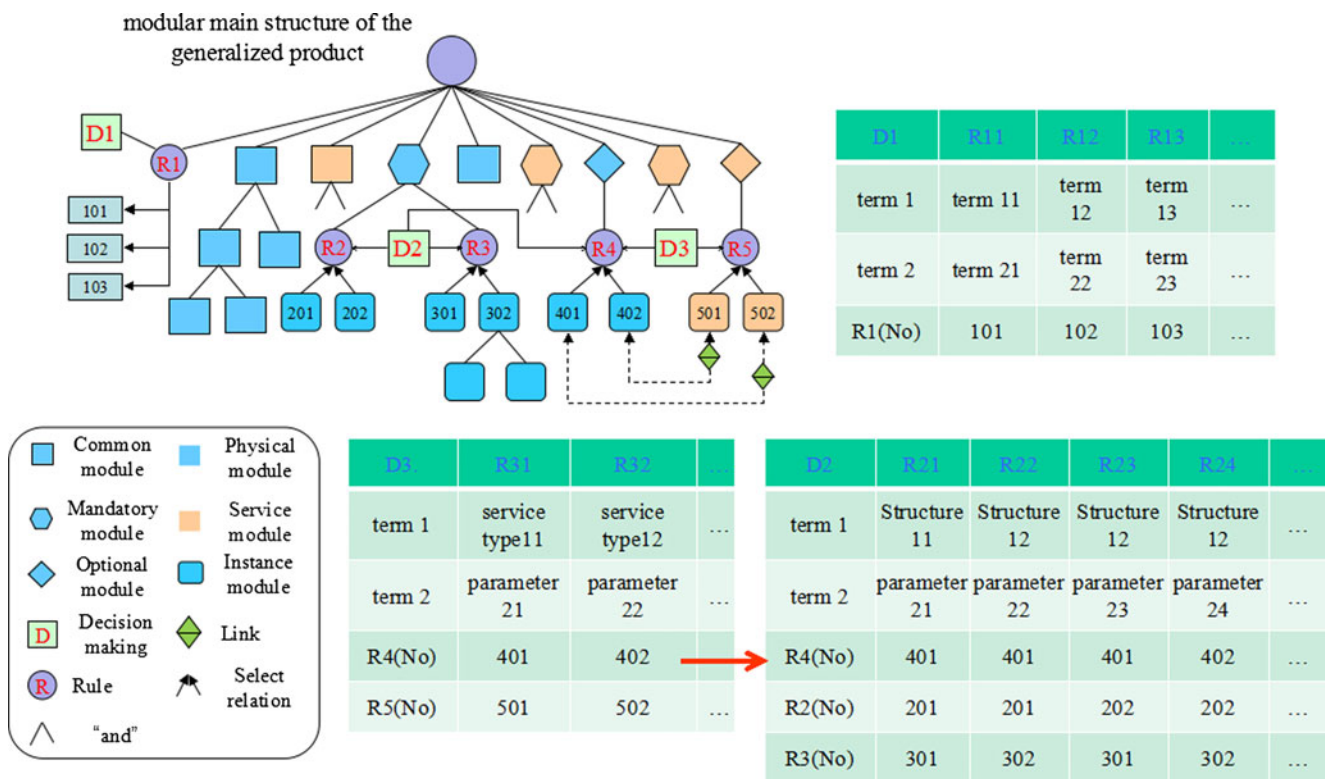 modular main structure of the
generalized product
D1
R1
101
102
103
R2
D2
R3
R4
D3
R5
201
202
301
302
401
402
501
502
D1 R11 R12 R13 ...
term 1 term 11 term 12 term 13 ...
term 2 term 21 term 22 term 23 ...
R1(No) 101 102 103 ...
Common module
Physical module
Mandatory module
Service module
Optional module
Instance module
D Decision making
Link
R Rule
Select relation
“and”
D3. R31 R32 ...
term 1 service type11 service type12 ...
term 2 parameter 21 parameter 22 ...
R4(No) 401 402
R5(No) 501 502 ...
D2 R21 R22 R23 R24 ...
term 1 Structure 11 Structure 12 Structure 12 Structure 12 ...
term 2 parameter 21 parameter 22 parameter 23 parameter 24 ...
R4(No) 401 401 401 402 ...
R2(No) 201 201 202 202 ...
R3(No) 301 302 301 302 ...